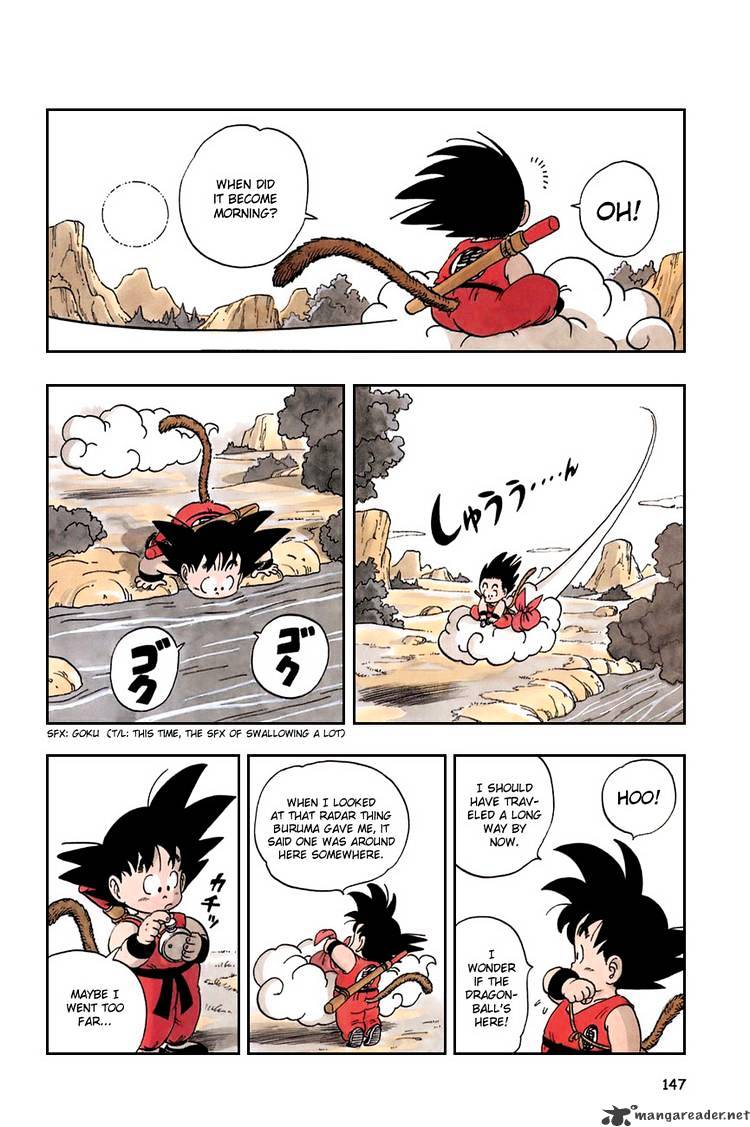 OH!
WHEN DID
IT BECOME
MORNING?
しゅうぅ‥‥‥ん
ゴク
ゴク
SFX: GOKU (T/L: THIS TIME, THE SFX OF SWALLOWING A LOT)
HOO!
I SHOULD
HAVE TRAV-
ELED A LONG
WAY BY
NOW.
I
WONDER
IF THE
DRAGON-
BALL'S
HERE!
WHEN I LOOKED
AT THAT RADAR THING
BURUMA GAVE ME, IT
SAID ONE WAS AROUND
HERE SOMEWHERE.
カチッ
MAYBE I
WENT TOO
FAR...
147
mangareader.net